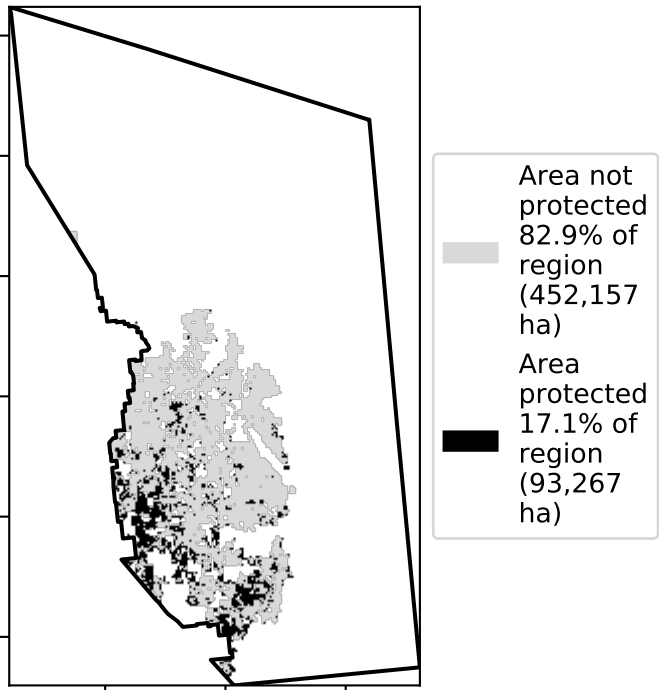 Area not
protected
82.9% of
region
(452,157
ha)
Area
protected
17.1% of
region
(93,267
ha)